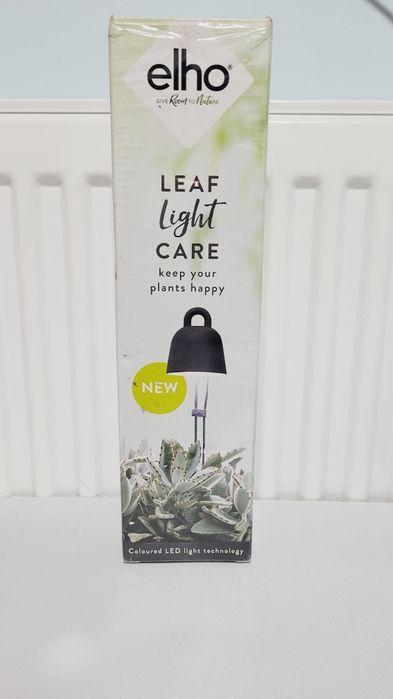 elho®
GIVE ROOM TO Nature
LEAF
Light
CARE
keep your
plants happy
NEW
Coloured LED light technology